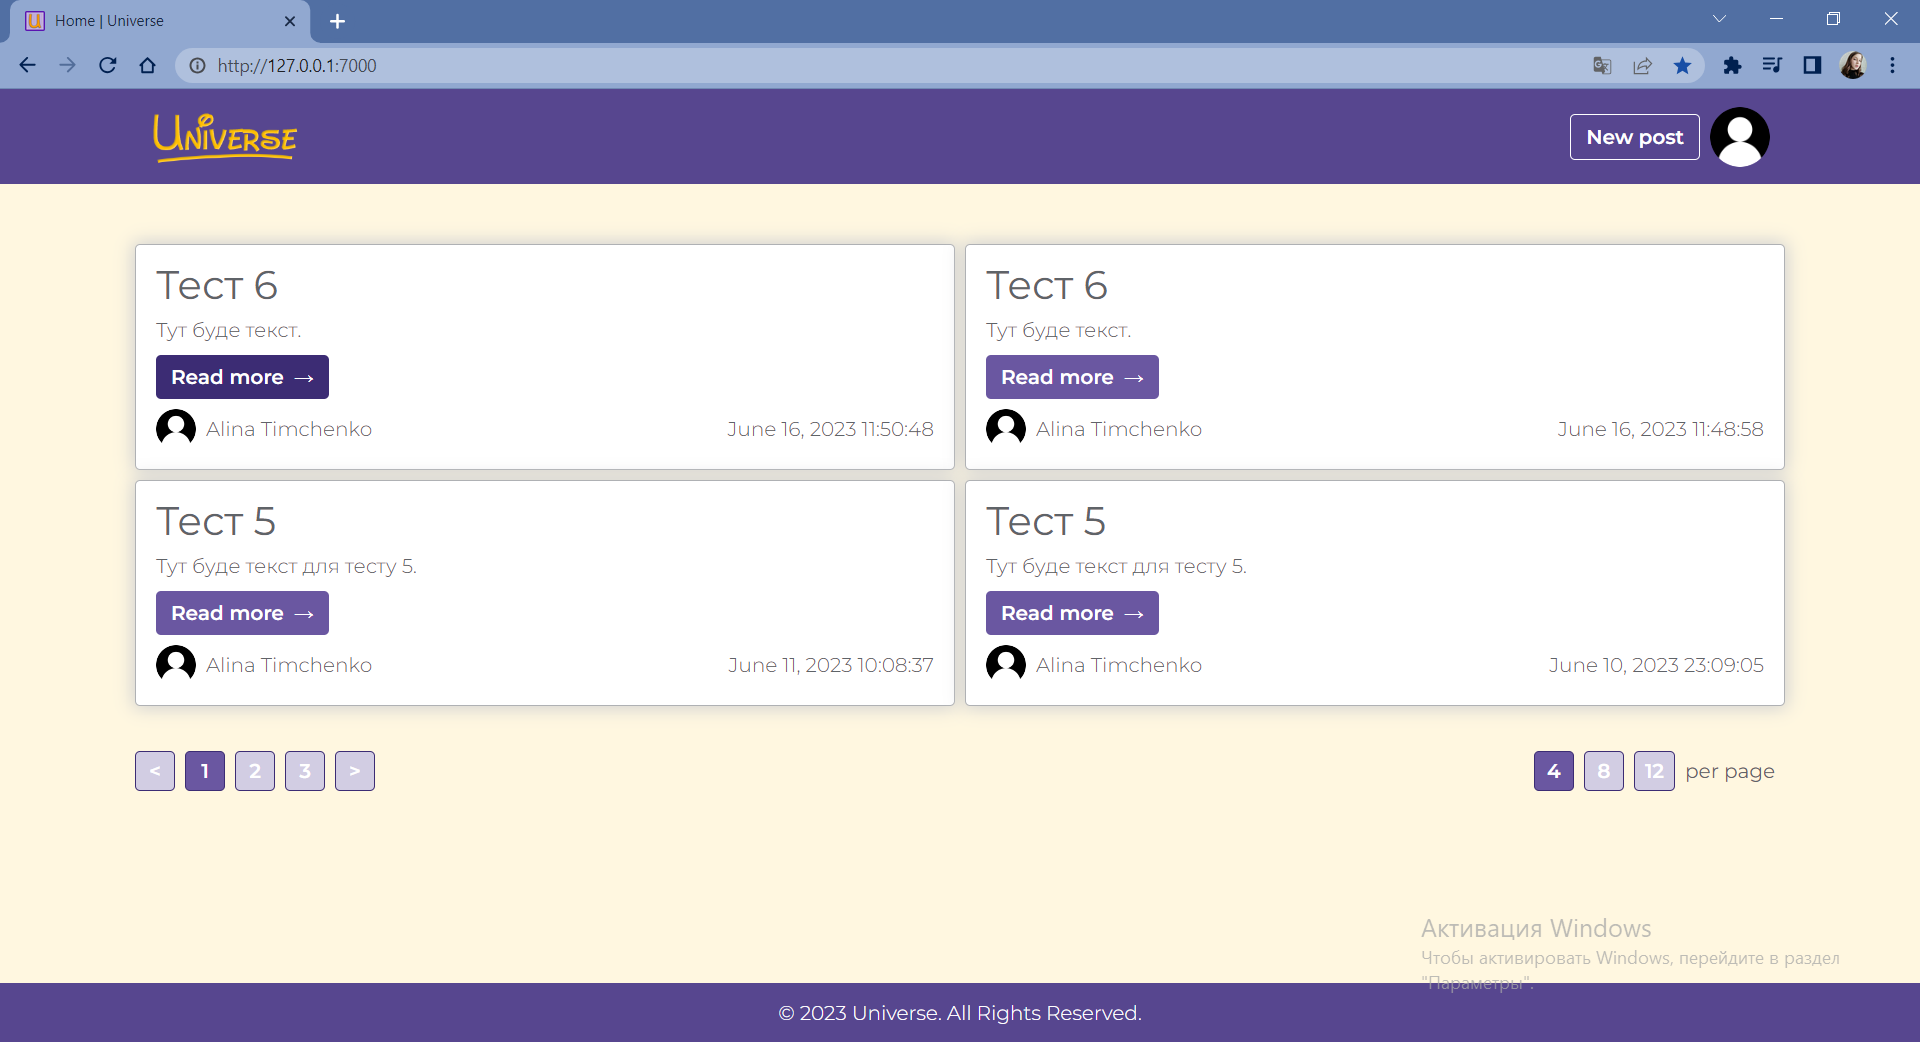 Home | Universe
http://127.0.0.1:7000
UNIVERSE
New post
Тест 6
Тут буде текст.
Read more →
Alina Timchenko
June 16, 2023 11:50:48
Тест 6
Тут буде текст.
Read more →
Alina Timchenko
June 16, 2023 11:48:58
Тест 5
Тут буде текст для тесту 5.
Read more →
Alina Timchenko
June 11, 2023 10:08:37
Тест 5
Тут буде текст для тесту 5.
Read more →
Alina Timchenko
June 10, 2023 23:09:05
< 1 2 3 >
4 8 12 per page
Активация Windows
Чтобы активировать Windows, перейдите в раздел
"Параметры".
© 2023 Universe. All Rights Reserved.